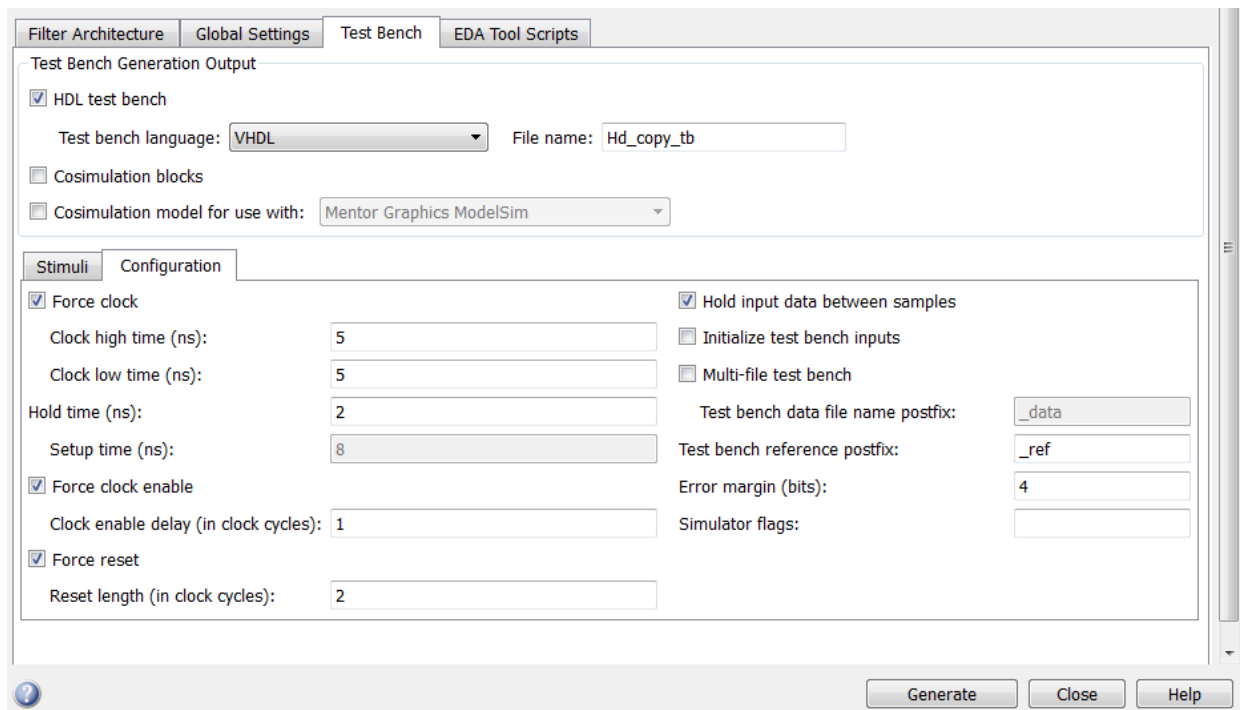 Filter Architecture Global Settings Test Bench EDA Tool Scripts
Test Bench Generation Output
HDL test bench
Test bench language: VHDL File name: Hd_copy_tb
Cosimulation blocks
Cosimulation model for use with: Mentor Graphics ModelSim
Stimuli Configuration
Force clock Hold input data between samples
Clock high time (ns): 5 Initialize test bench inputs
Clock low time (ns): 5 Multi-file test bench
Hold time (ns): 2 Test bench data file name postfix: _data
Setup time (ns): 8 Test bench reference postfix: _ref
Force clock enable Error margin (bits): 4
Clock enable delay (in clock cycles): 1 Simulator flags:
Force reset
Reset length (in clock cycles): 2
? Generate Close Help